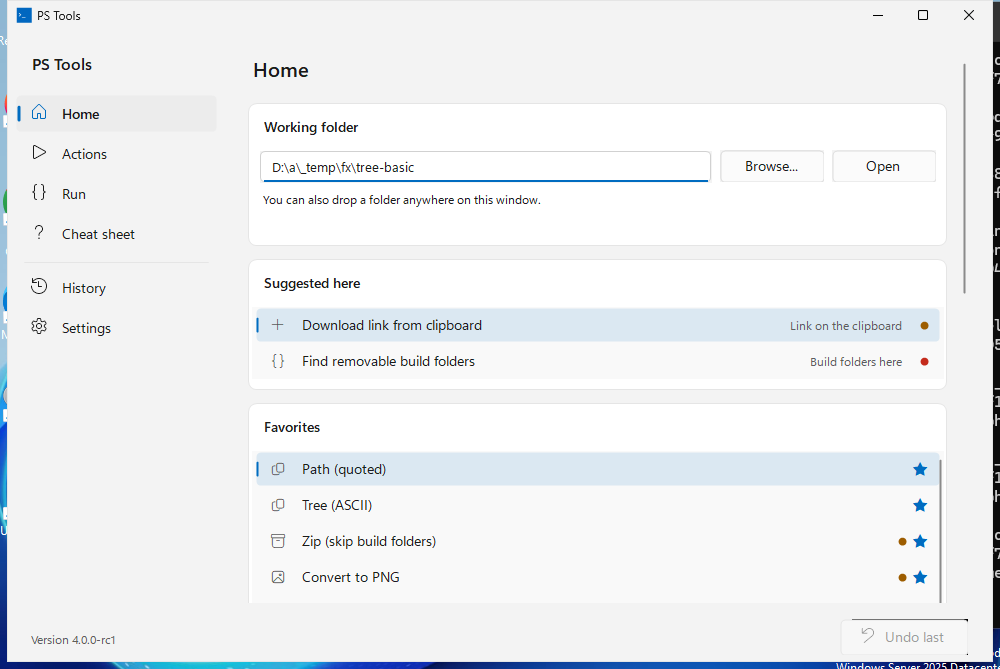 PS Tools
PS Tools
Home
Actions
Run
Cheat sheet
History
Settings
Version 4.0.0-rc1
Home
Working folder
D:\a\_temp\fx\tree-basic
Browse...
Open
You can also drop a folder anywhere on this window.
Suggested here
Download link from clipboard
Link on the clipboard
Find removable build folders
Build folders here
Favorites
Path (quoted)
Tree (ASCII)
Zip (skip build folders)
Convert to PNG
Undo last
Windows Server 2025 Datacent